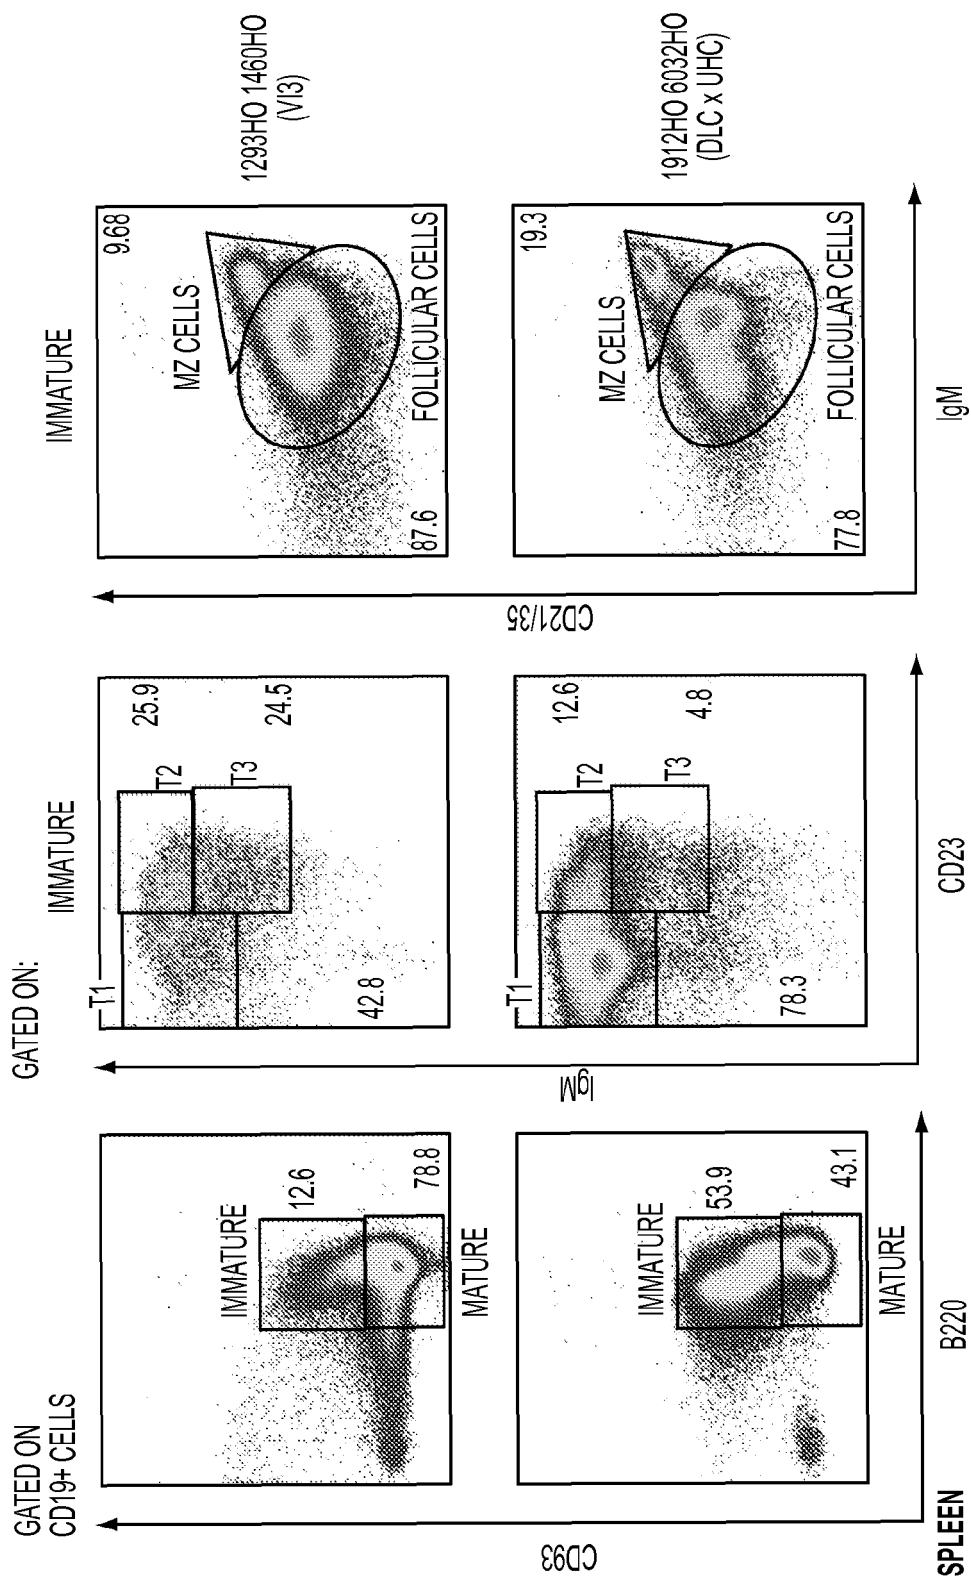 GATED ON
CD19+ CELLS
GATED ON:
IMMATURE
IMMATURE
IMMATURE
12.6
78.8
MATURE
T1
T2
25.9
T3
24.5
42.8
MZ CELLS
9.68
FOLLICULAR CELLS
87.6
1293HO 1460HO
(VI3)
IMMATURE
53.9
43.1
MATURE
T1
T2
12.6
T3
4.8
78.3
MZ CELLS
19.3
FOLLICULAR CELLS
77.8
1912HO 6032HO
(DLC x UHC)
CD93
B220
IgM
CD23
CD21/35
IgM
SPLEEN